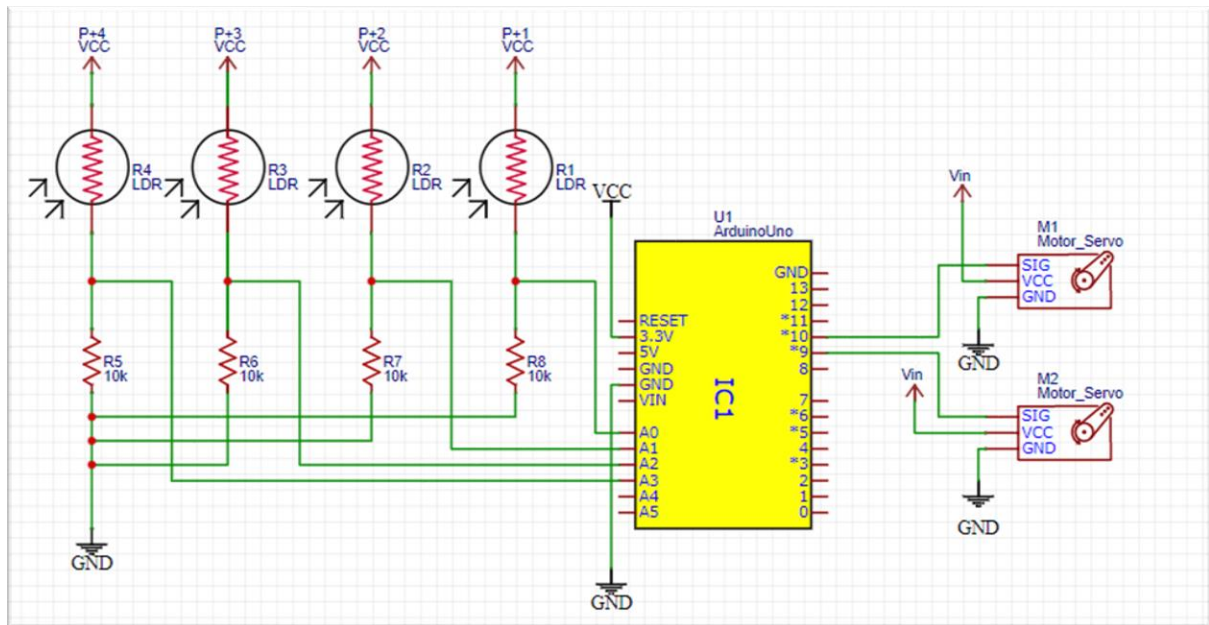 P+4
VCC
P+3
VCC
P+2
VCC
P+1
VCC
R4
LDR
R3
LDR
R2
LDR
R1
LDR
VCC
R5
10k
R6
10k
R7
10k
R8
10k
GND
U1
ArduinoUno
RESET
3.3V
5V
GND
GND
VIN
A0
A1
A2
A3
A4
A5
IC1
GND
13
12
*11
*10
*9
8
7
*6
*5
4
*3
2
1
0
GND
Vin
M1
Motor_Servo
SIG
VCC
GND
GND
Vin
M2
Motor_Servo
SIG
VCC
GND
GND